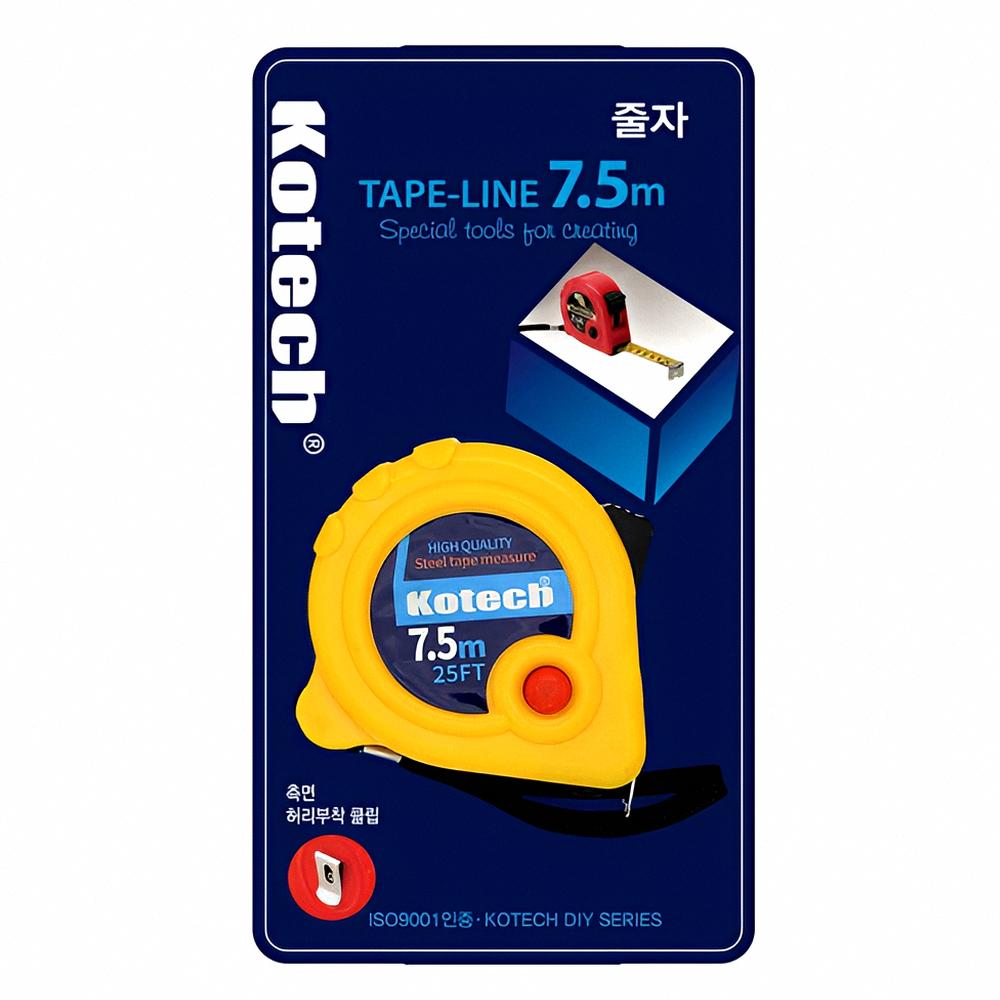 Kotech®
줄자
TAPE-LINE 7.5m
Special tools for creating
HIGH QUALITY
Steel tape measure
Kotech®
7.5m
25FT
측면
허리부착 클립
ISO9001인증·KOTECH DIY SERIES